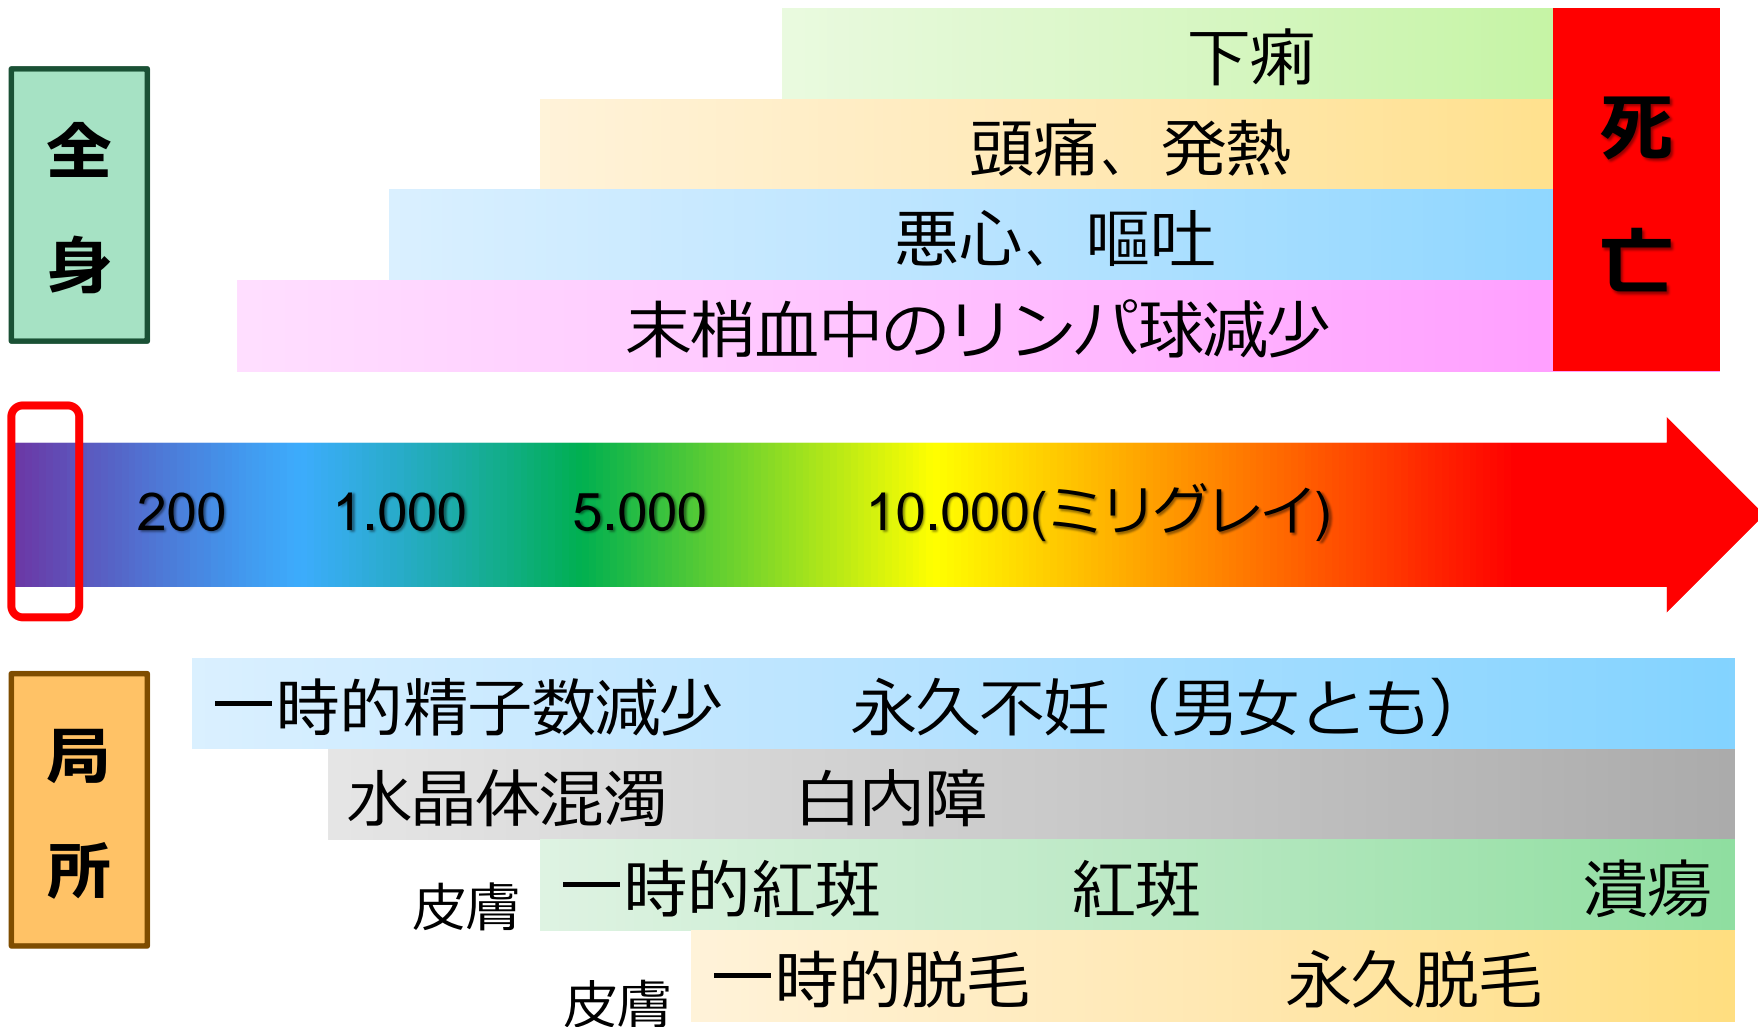 全身
下痢
頭痛、発熱
悪心、嘔吐
末梢血中のリンパ球減少
死亡
200 1.000 5.000 10.000(ミリグレイ)
局所
一時的精子数減少 永久不妊（男女とも）
水晶体混濁 白内障
皮膚 一時的紅斑 紅斑 潰瘍
皮膚 一時的脱毛 永久脱毛